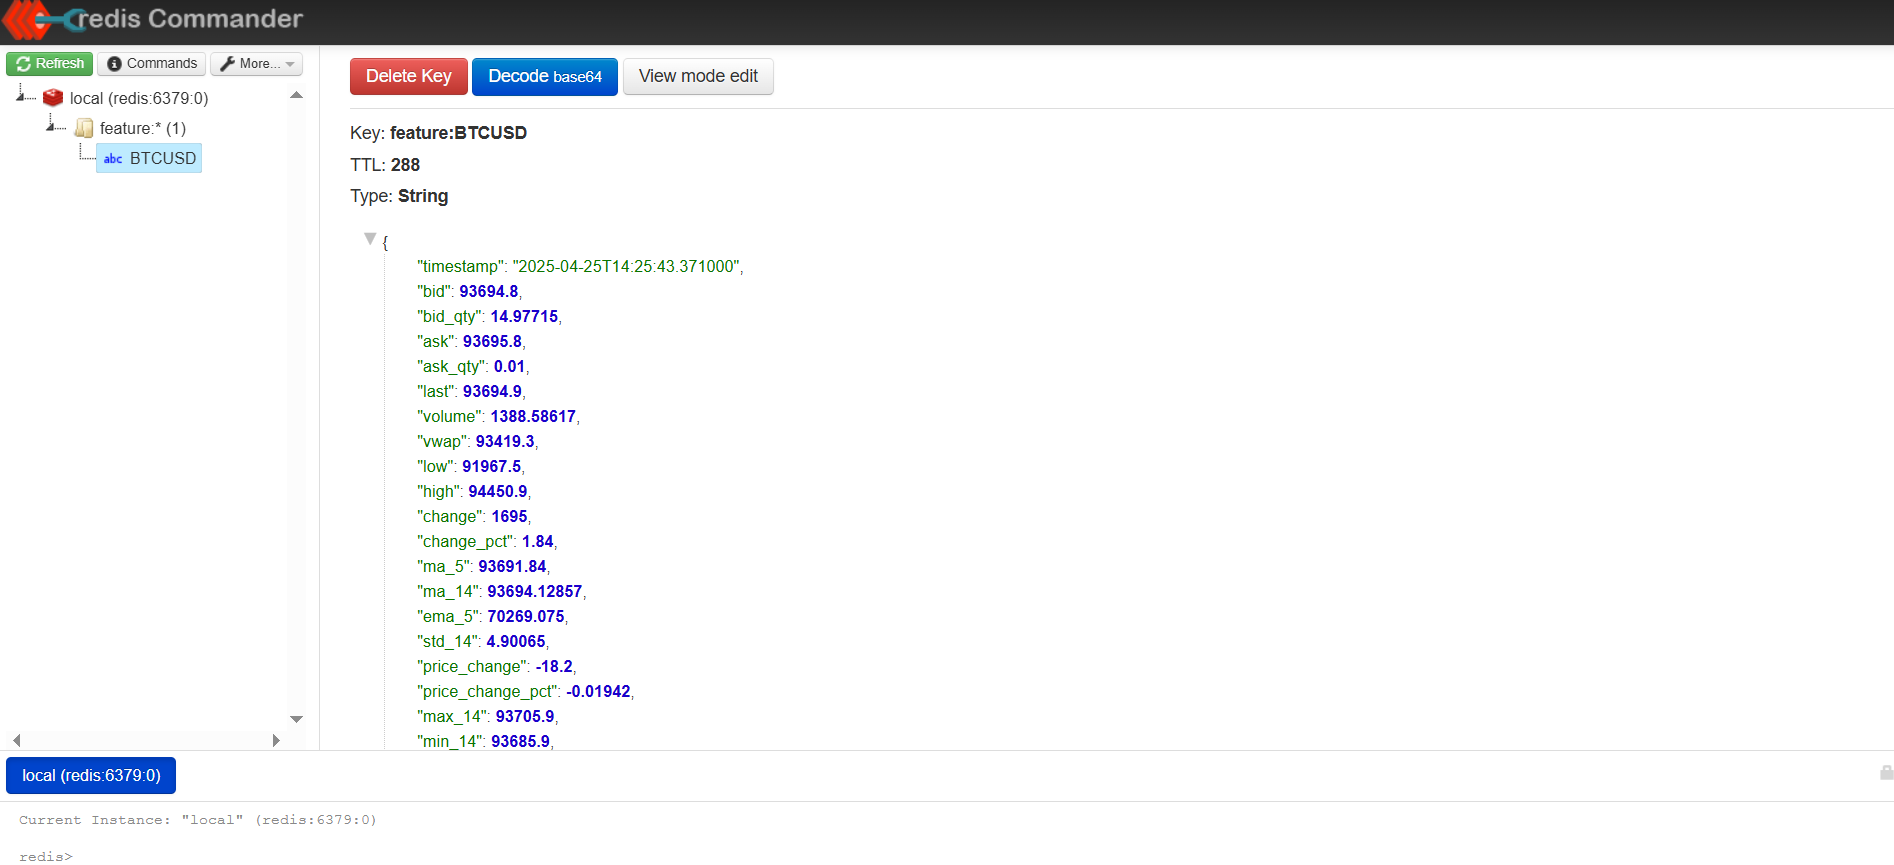 redis Commander
Refresh Commands More...
local (redis:6379:0)
feature:* (1)
abc BTCUSD
Delete Key Decode base64 View mode edit
Key: feature:BTCUSD
TTL: 288
Type: String
{
"timestamp": "2025-04-25T14:25:43.371000",
"bid": 93694.8,
"bid_qty": 14.97715,
"ask": 93695.8,
"ask_qty": 0.01,
"last": 93694.9,
"volume": 1388.58617,
"vwap": 93419.3,
"low": 91967.5,
"high": 94450.9,
"change": 1695,
"change_pct": 1.84,
"ma_5": 93691.84,
"ma_14": 93694.12857,
"ema_5": 70269.075,
"std_14": 4.90065,
"price_change": -18.2,
"price_change_pct": -0.01942,
"max_14": 93705.9,
"min_14": 93685.9,
local (redis:6379:0)
Current Instance: "local" (redis:6379:0)
redis>